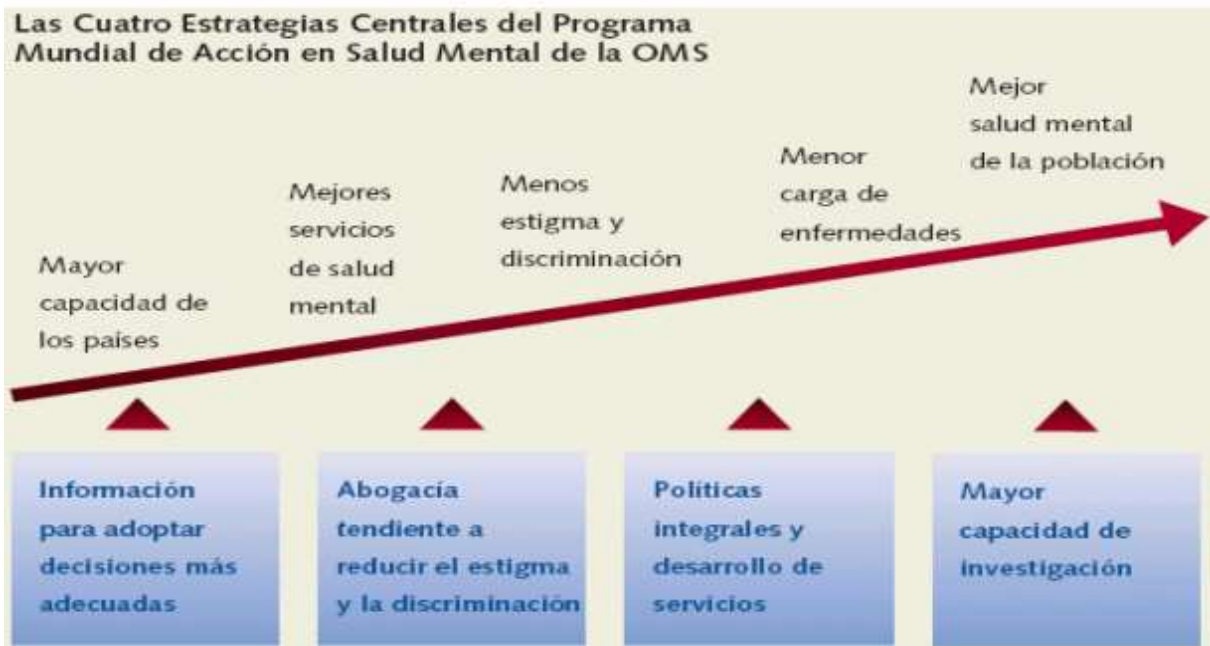 Las Cuatro Estrategias Centrales del Programa
Mundial de Acción en Salud Mental de la OMS
Mayor
capacidad de
los países
Mejores
servicios
de salud
mental
Menos
estigma y
discriminación
Menor
carga de
enfermedades
Mejor
salud mental
de la población
Información
para adoptar
decisiones más
adecuadas
Abogacía
tendiente a
reducir el estigma
y la discriminación
Políticas
integrales y
desarrollo de
servicios
Mayor
capacidad de
investigación